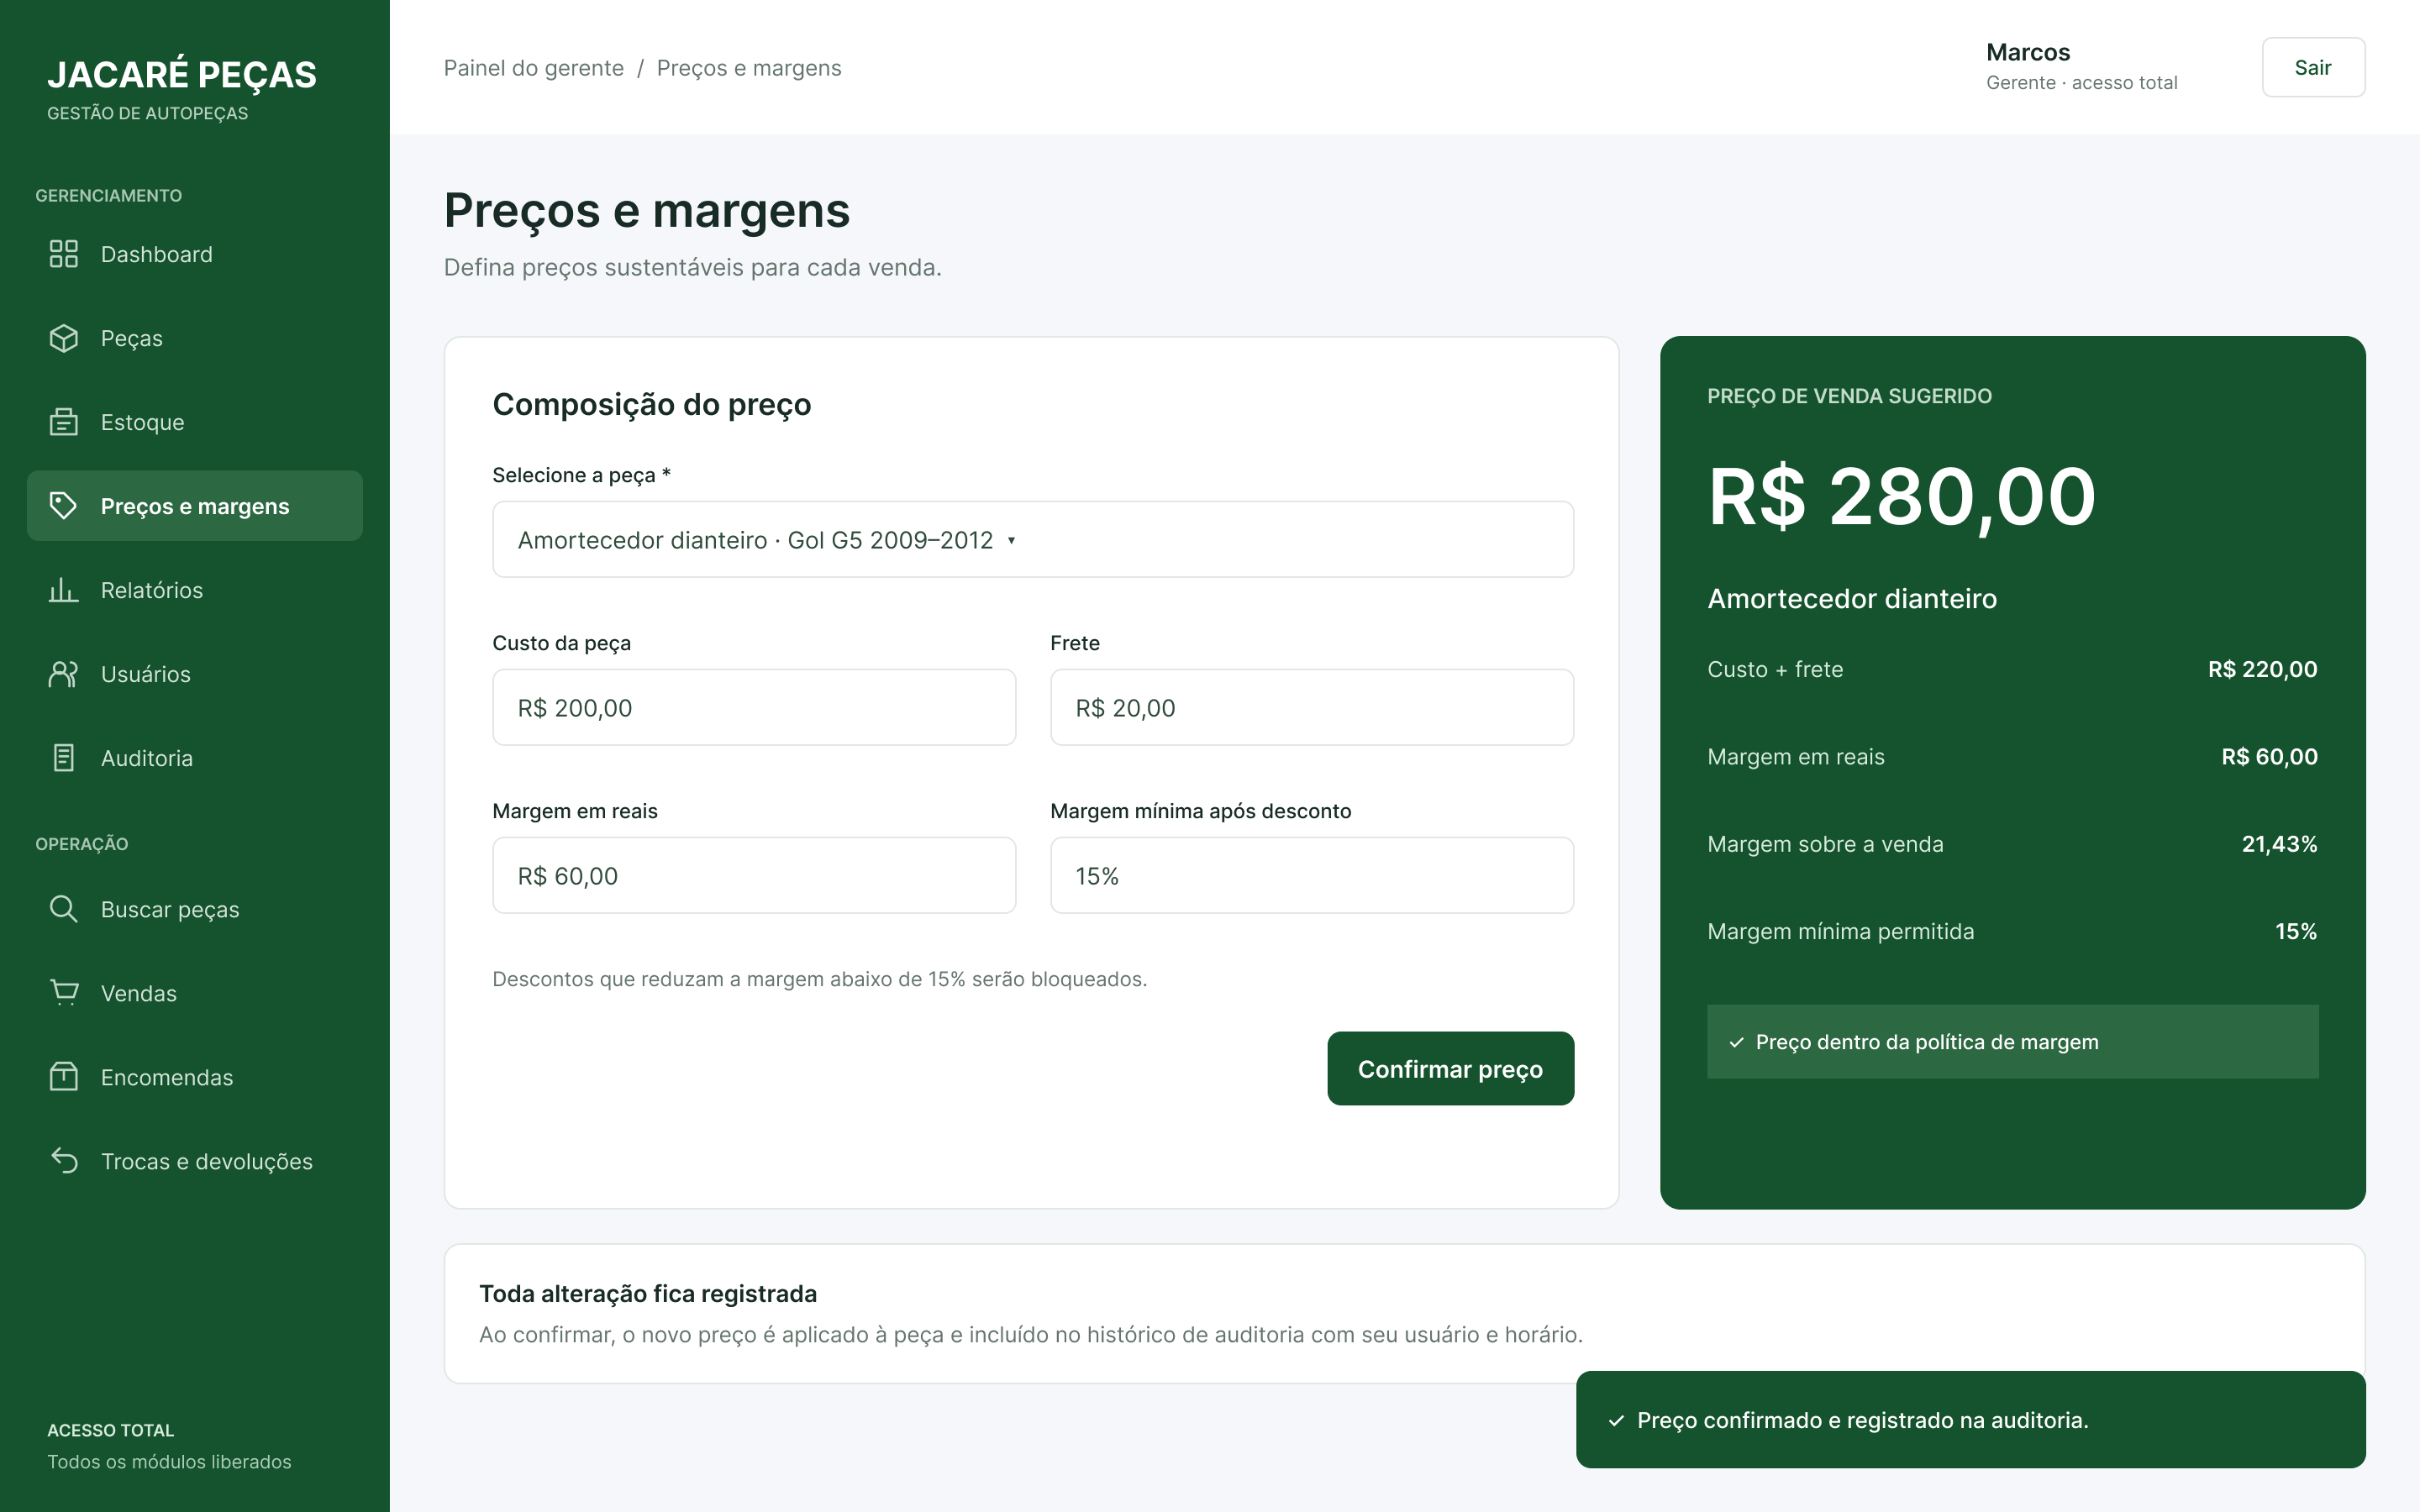 JACARÉ PEÇAS
GESTÃO DE AUTOPEÇAS
GERENCIAMENTO
Dashboard
Peças
Estoque
Preços e margens
Relatórios
Usuários
Auditoria
OPERAÇÃO
Buscar peças
Vendas
Encomendas
Trocas e devoluções
ACESSO TOTAL
Todos os módulos liberados
Painel do gerente / Preços e margens
Marcos
Gerente · acesso total
Sair
Preços e margens
Defina preços sustentáveis para cada venda.
Composição do preço
Selecione a peça *
Amortecedor dianteiro · Gol G5 2009–2012 ▾
Custo da peça
R$ 200,00
Frete
R$ 20,00
Margem em reais
R$ 60,00
Margem mínima após desconto
15%
Descontos que reduzam a margem abaixo de 15% serão bloqueados.
Confirmar preço
PREÇO DE VENDA SUGERIDO
R$ 280,00
Amortecedor dianteiro
Custo + frete R$ 220,00
Margem em reais R$ 60,00
Margem sobre a venda 21,43%
Margem mínima permitida 15%
✓ Preço dentro da política de margem
Toda alteração fica registrada
Ao confirmar, o novo preço é aplicado à peça e incluído no histórico de auditoria com seu usuário e horário.
✓ Preço confirmado e registrado na auditoria.